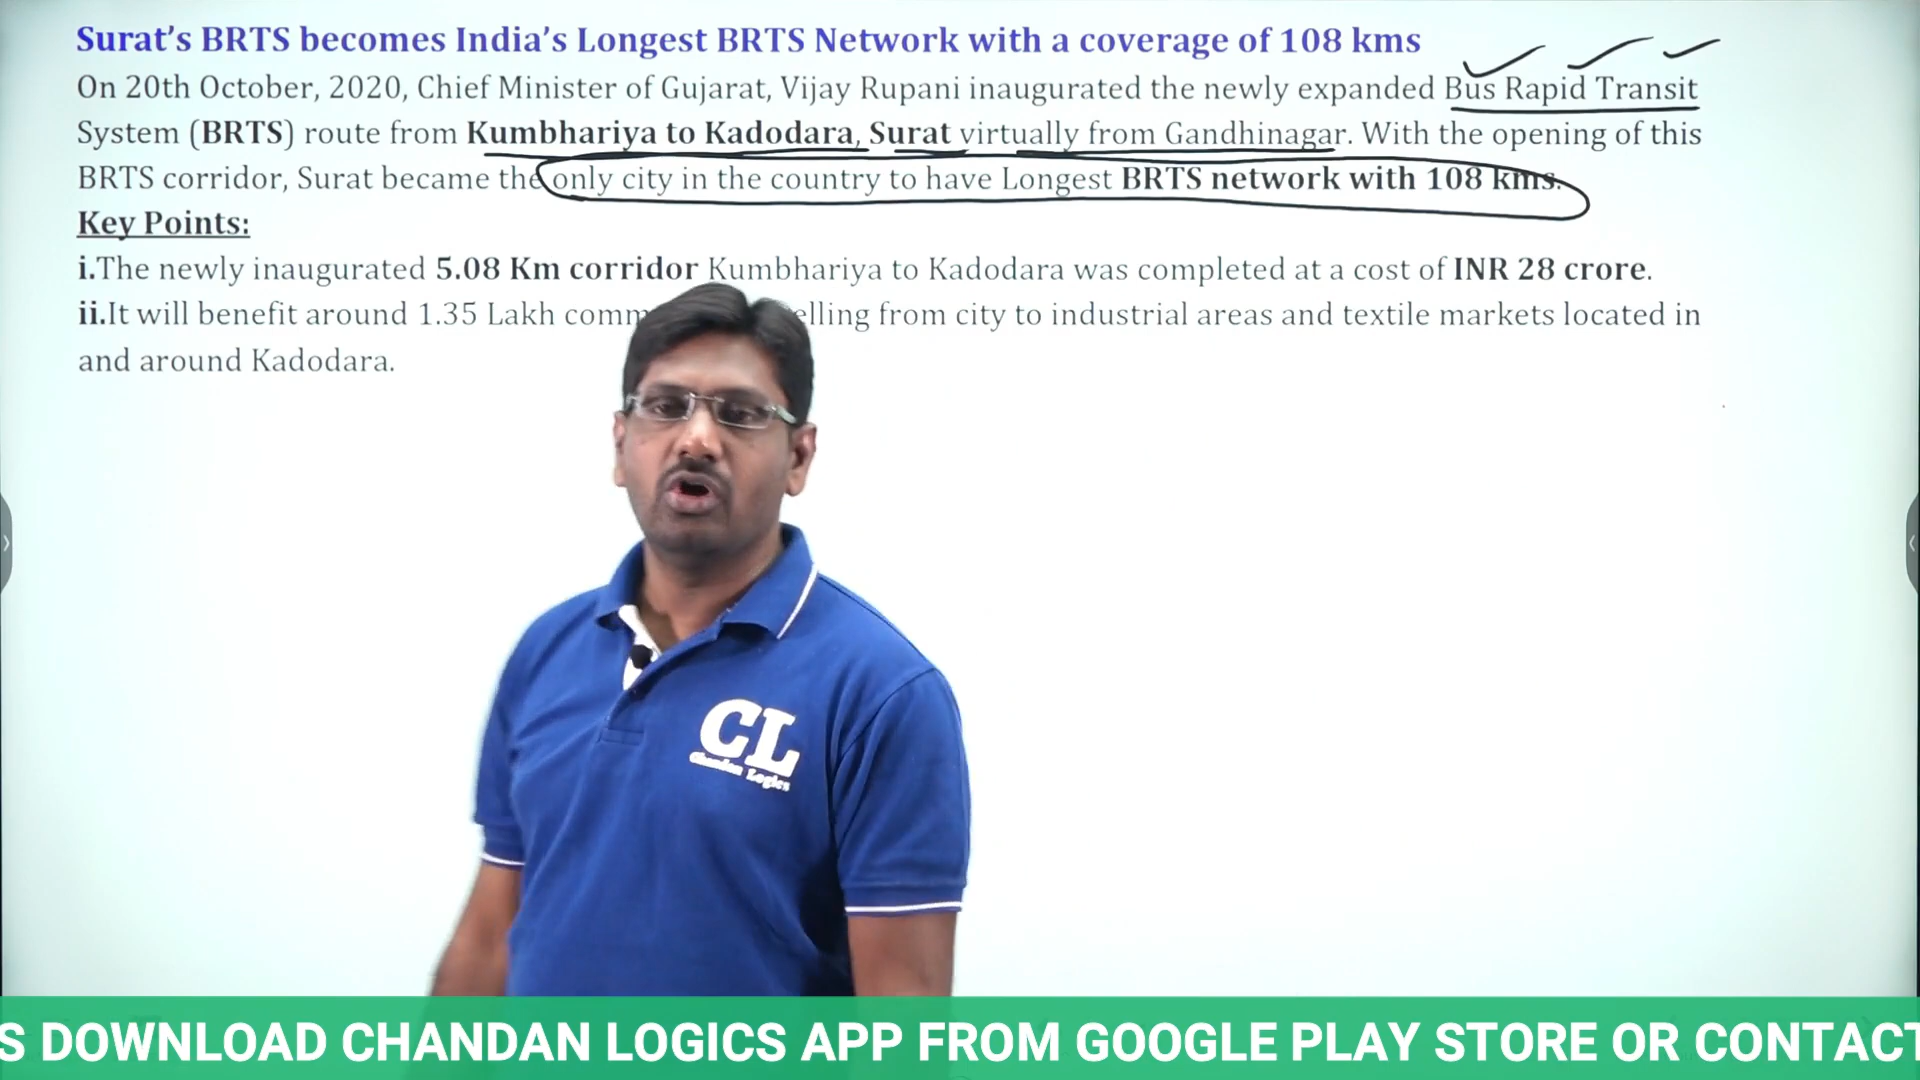 Surat’s BRTS becomes India’s Longest BRTS Network with a coverage of 108 kms
On 20th October, 2020, Chief Minister of Gujarat, Vijay Rupani inaugurated the newly expanded Bus Rapid Transit
System (BRTS) route from Kumbhariya to Kadodara, Surat virtually from Gandhinagar. With the opening of this
BRTS corridor, Surat became the only city in the country to have Longest BRTS network with 108 kms.
Key Points:
i.The newly inaugurated 5.08 Km corridor Kumbhariya to Kadodara was completed at a cost of INR 28 crore.
ii.It will benefit around 1.35 Lakh from city to industrial areas and textile markets located in
and around Kadodara.
CL
Chandan Logics
S DOWNLOAD CHANDAN LOGICS APP FROM GOOGLE PLAY STORE OR CONTACT